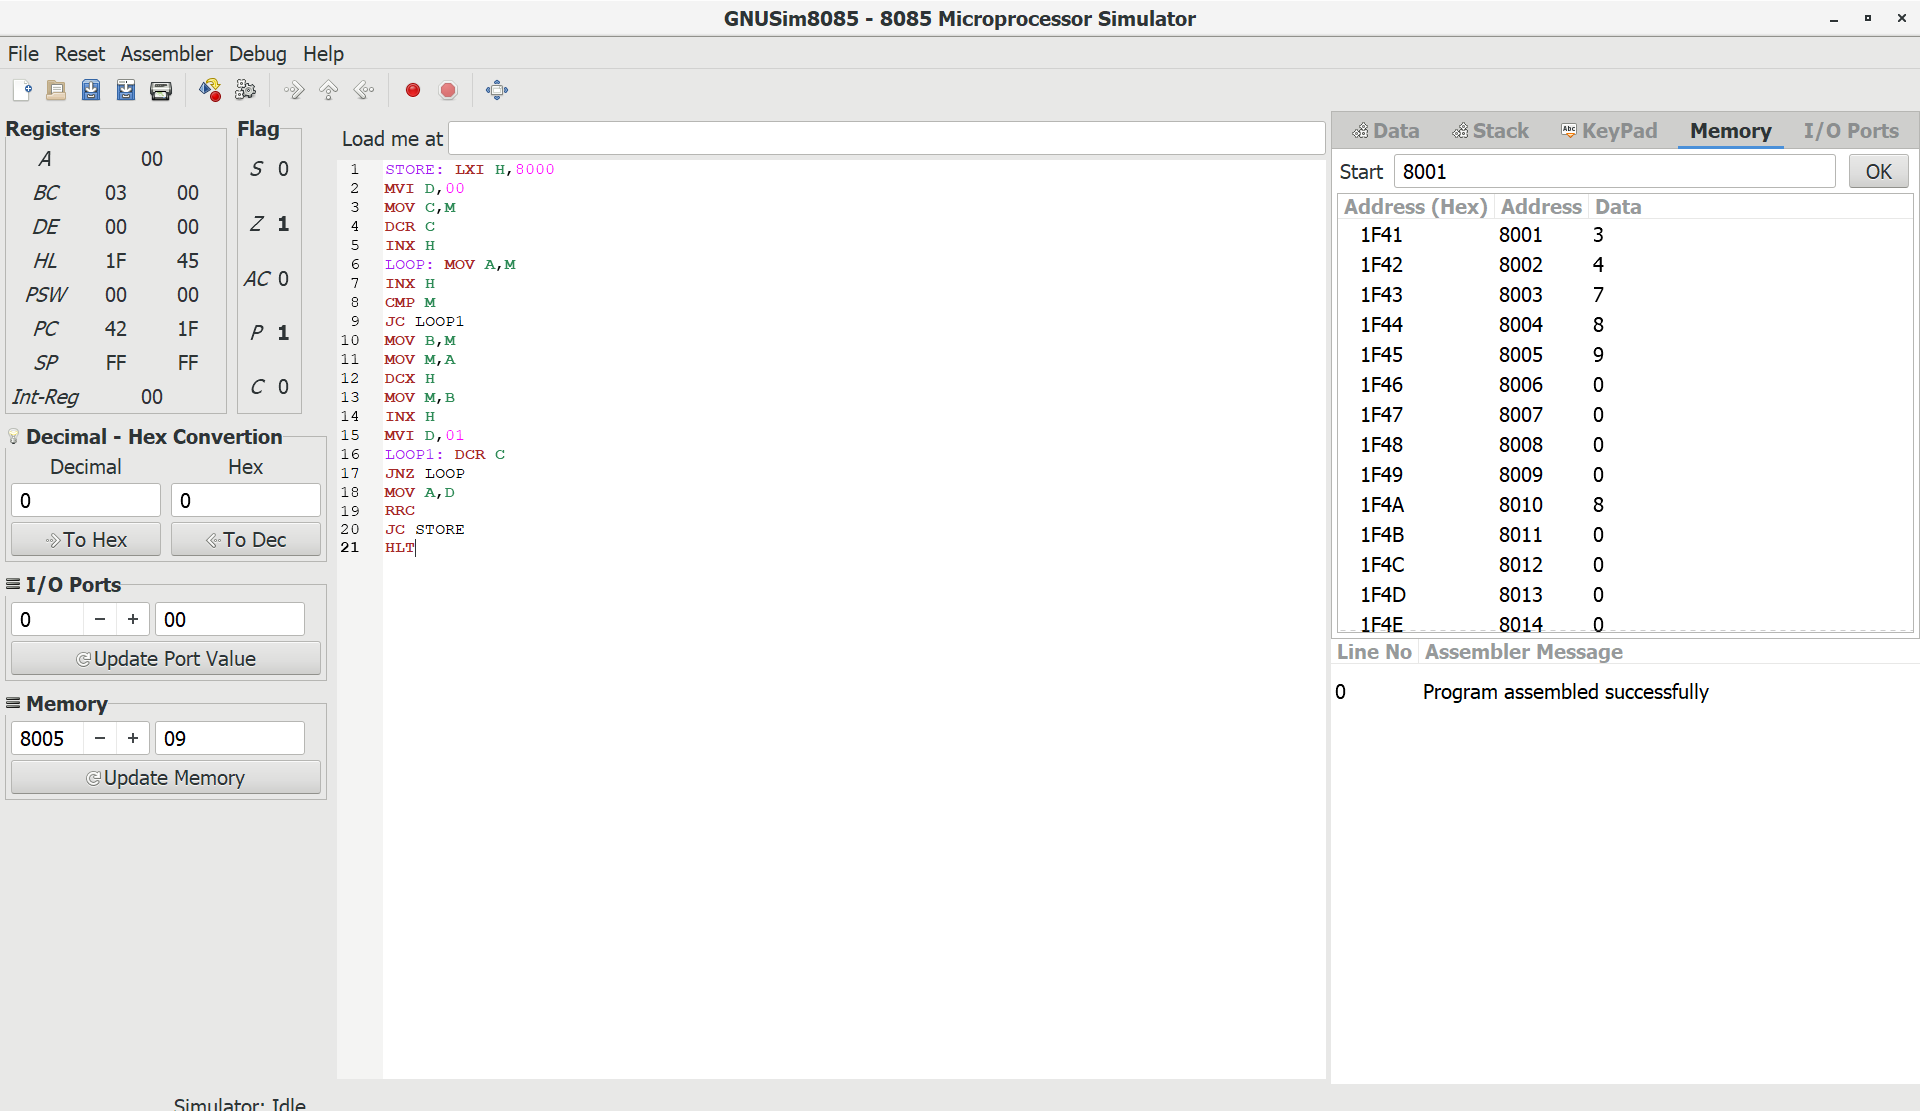 GNUSim8085 - 8085 Microprocessor Simulator
File Reset Assembler Debug Help
Registers
A 00
BC 03 00
DE 00 00
HL 1F 45
PSW 00 00
PC 42 1F
SP FF FF
Int-Reg 00
Flag
S 0
Z 1
AC 0
P 1
C 0
Decimal - Hex Convertion
Decimal Hex
0 0
To Hex To Dec
I/O Ports
0 − + 00
Update Port Value
Memory
8005 − + 09
Update Memory
Load me at
1 STORE: LXI H,8000
2 MVI D,00
3 MOV C,M
4 DCR C
5 INX H
6 LOOP: MOV A,M
7 INX H
8 CMP M
9 JC LOOP1
10 MOV B,M
11 MOV M,A
12 DCX H
13 MOV M,B
14 INX H
15 MVI D,01
16 LOOP1: DCR C
17 JNZ LOOP
18 MOV A,D
19 RRC
20 JC STORE
21 HLT
Data Stack Abc KeyPad Memory I/O Ports
Start 8001 OK
Address (Hex) Address Data
1F41 8001 3
1F42 8002 4
1F43 8003 7
1F44 8004 8
1F45 8005 9
1F46 8006 0
1F47 8007 0
1F48 8008 0
1F49 8009 0
1F4A 8010 8
1F4B 8011 0
1F4C 8012 0
1F4D 8013 0
1F4E 8014 0
Line No Assembler Message
0 Program assembled successfully
Simulator: Idle